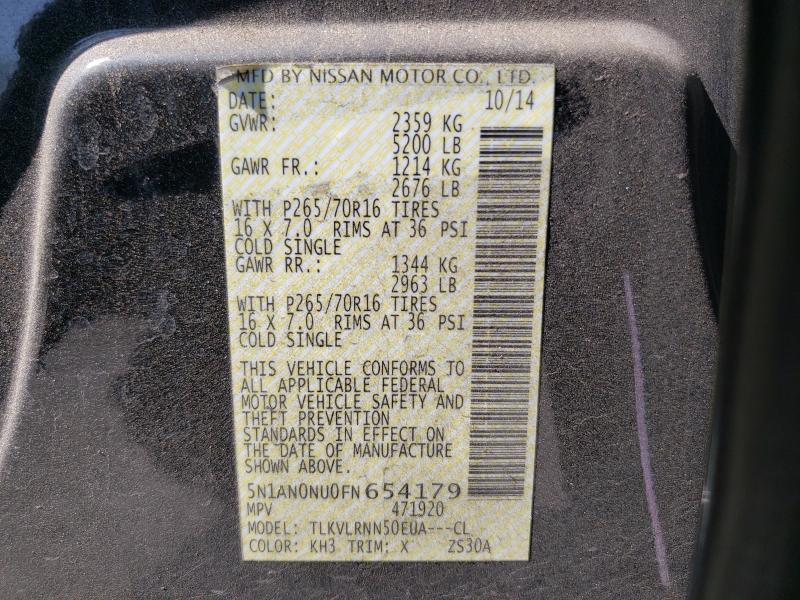 MFD BY NISSAN MOTOR CO., LTD.
DATE: 10/14
GVWR: 2359 KG
5200 LB
GAWR FR.: 1214 KG
2676 LB
WITH P265/70R16 TIRES
16 X 7.0 RIMS AT 36 PSI
COLD SINGLE
GAWR RR.: 1344 KG
2963 LB
WITH P265/70R16 TIRES
16 X 7.0 RIMS AT 36 PSI
COLD SINGLE
THIS VEHICLE CONFORMS TO
ALL APPLICABLE FEDERAL
MOTOR VEHICLE SAFETY AND
THEFT PREVENTION
STANDARDS IN EFFECT ON
THE DATE OF MANUFACTURE
SHOWN ABOVE.
5N1AN0NU0FN654179
MPV 471920
MODEL: TLKVLRNN50EUA---CL
COLOR: KH3 TRIM: X ZS30A